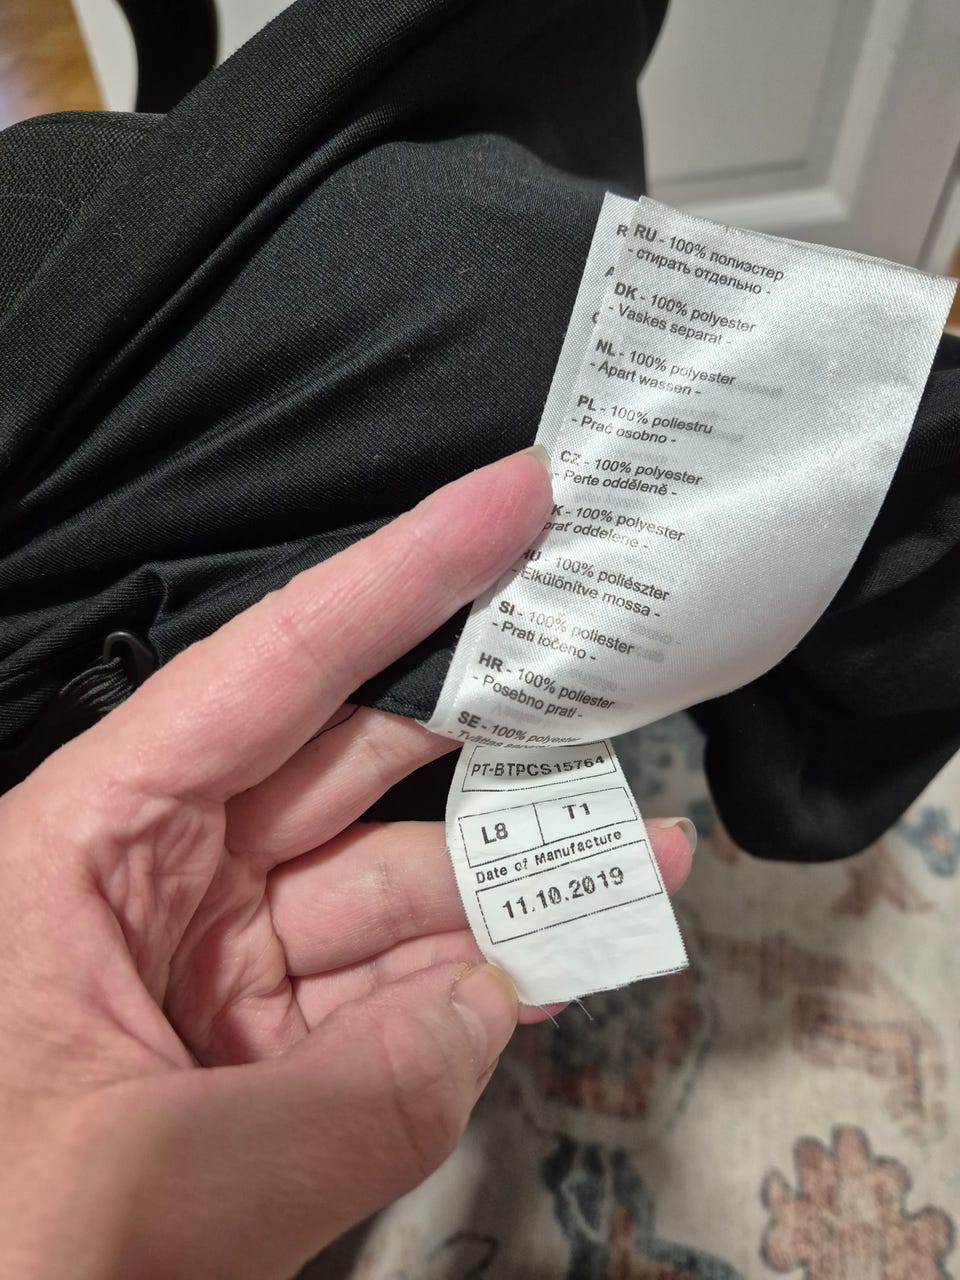 RU - 100% полиэстер
- стирать отдельно -
DK - 100% polyester
- Vaskes separat -
NL - 100% polyester
- Apart wassen -
PL - 100% poliestru
- Prać osobno -
CZ - 100% polyester
- Perte odděleně -
K - 100% polyester
prať oddelene -
HU - 100% poliészter
- Elkülönítve mossa -
SI - 100% poliester
- Prati ločeno -
HR - 100% poliester
- Posebno prati -
SE - 100% polyester
- Tvättas
PT-BTPCS15764
L8 T1
Date of Manufacture
11.10.2019